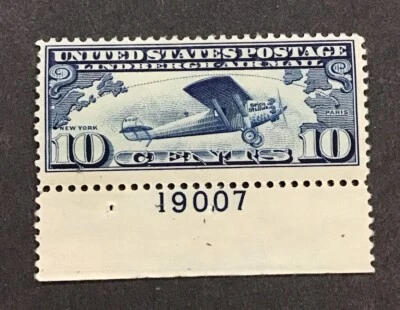 UNITED STATES POSTAGE
LINDBERGH AIR MAIL
NEW YORK
PARIS
10 CENTS 10
19007